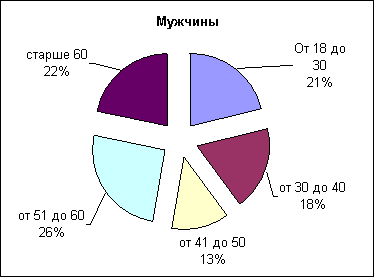 Мужчины
От 18 до
30
21%
от 30 до 40
18%
от 41 до 50
13%
от 51 до 60
26%
старше 60
22%